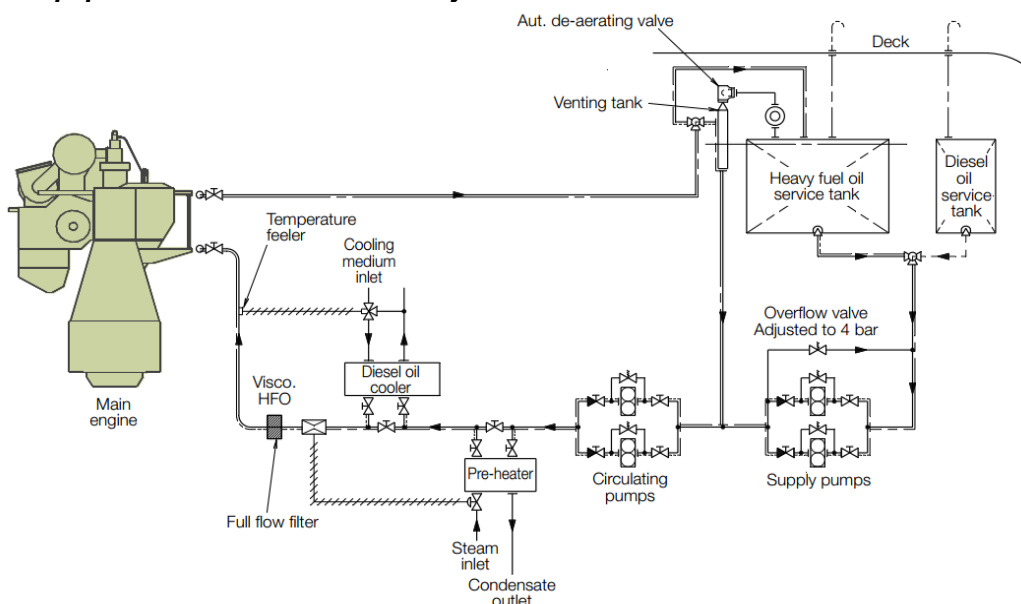 Aut. de-aerating valve
Deck
Venting tank
Heavy fuel oil
service tank
Diesel
oil
service
tank
Temperature
feeler
Cooling
medium
inlet
Overflow valve
Adjusted to 4 bar
Diesel oil
cooler
Visco.
HFO
Main
engine
Pre-heater
Circulating
pumps
Supply pumps
Full flow filter
Steam
inlet
Condensate
outlet